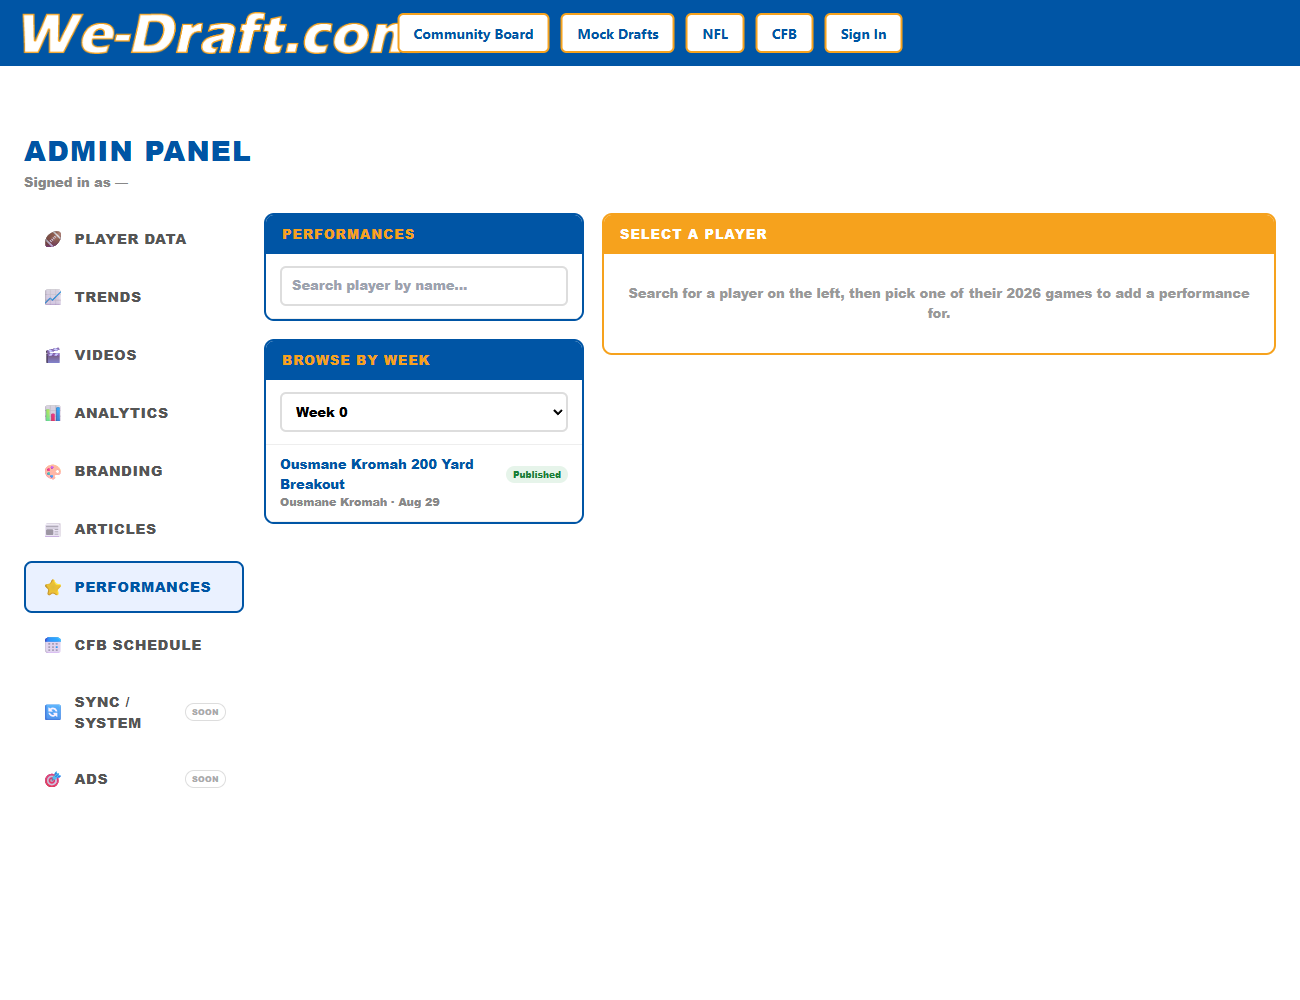 We-Draft.com
Community Board
Mock Drafts
NFL
CFB
Sign In
ADMIN PANEL
Signed in as —
PLAYER DATA
TRENDS
VIDEOS
ANALYTICS
BRANDING
ARTICLES
PERFORMANCES
CFB SCHEDULE
SYNC /
SYSTEM
SOON
ADS
SOON
PERFORMANCES
Search player by name...
BROWSE BY WEEK
Week 0
Ousmane Kromah 200 Yard
Breakout
Published
Ousmane Kromah · Aug 29
SELECT A PLAYER
Search for a player on the left, then pick one of their 2026 games to add a performance
for.